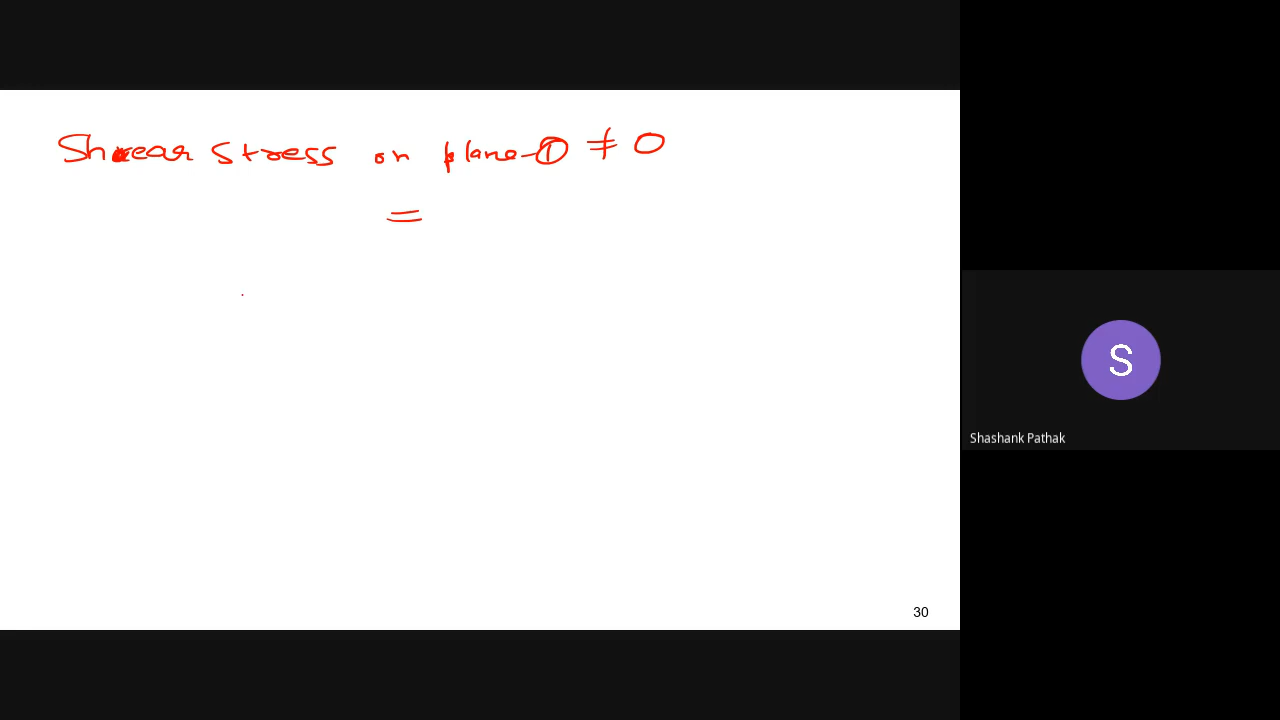 Shear stress on plane-① ≠ 0
=
30
S
Shashank Pathak